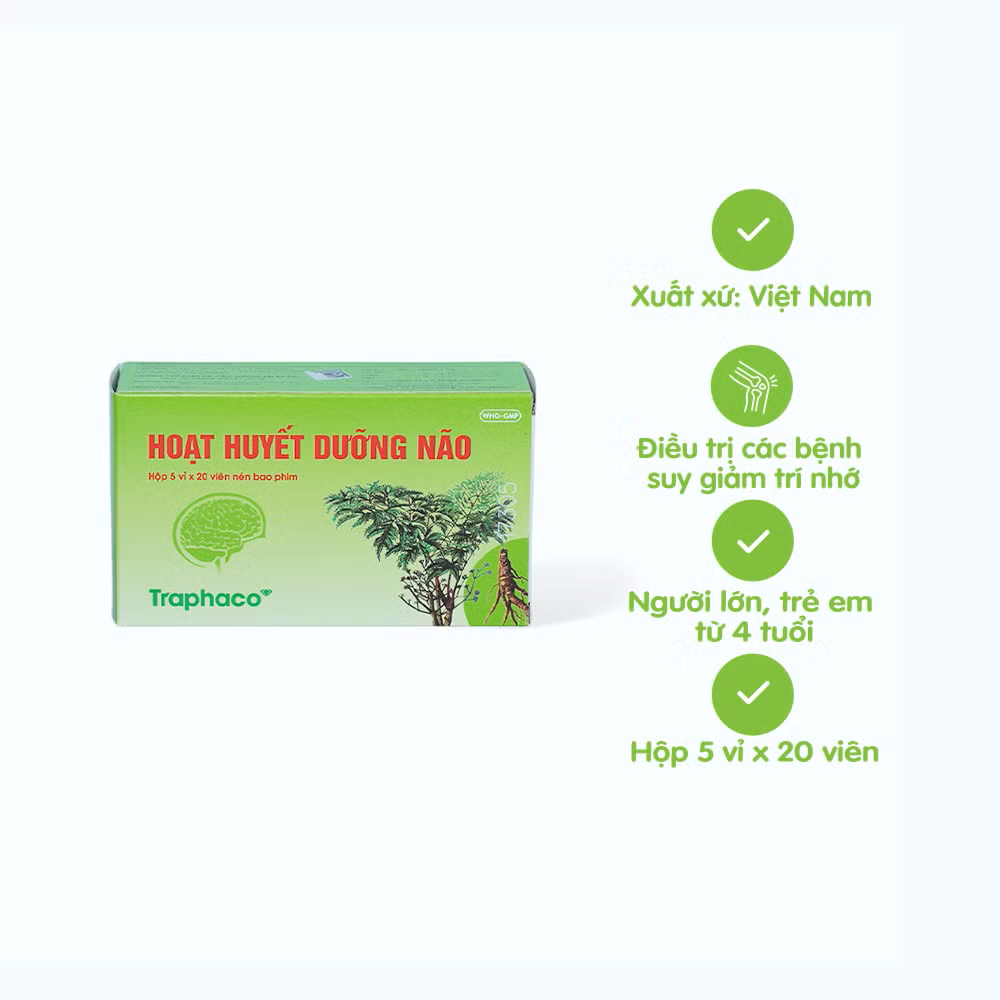 WHO-GMP
HOẠT HUYẾT DƯỠNG NÃO
Hộp 5 vỉ x 20 viên nén bao phim
Traphaco
Xuất xứ: Việt Nam
Điều trị các bệnh
suy giảm trí nhớ
Người lớn, trẻ em
từ 4 tuổi
Hộp 5 vỉ x 20 viên